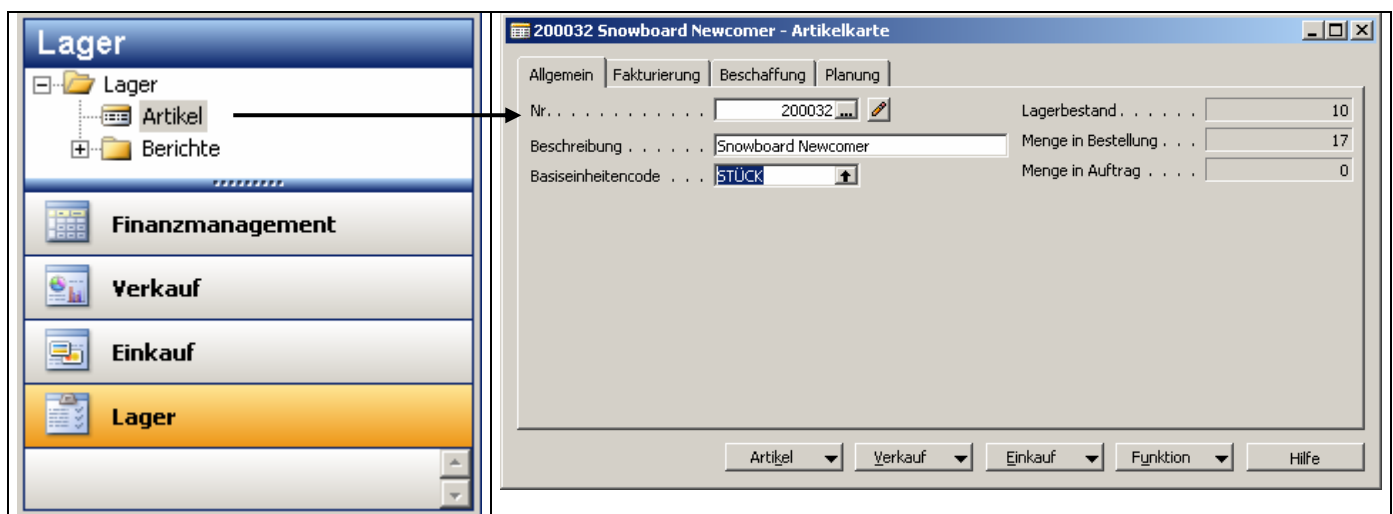 Lager
Lager
Artikel
Berichte
Finanzmanagement
Verkauf
Einkauf
Lager
200032 Snowboard Newcomer - Artikelkarte
Allgemein Fakturierung Beschaffung Planung
Nr. . . . . . . . . . . . . 200032 ... Lagerbestand . . . . . . 10
Beschreibung . . . . . . Snowboard Newcomer Menge in Bestellung . . . 17
Basiseinheitencode . . . STÜCK Menge in Auftrag . . . . 0
Artikel Verkauf Einkauf Funktion Hilfe